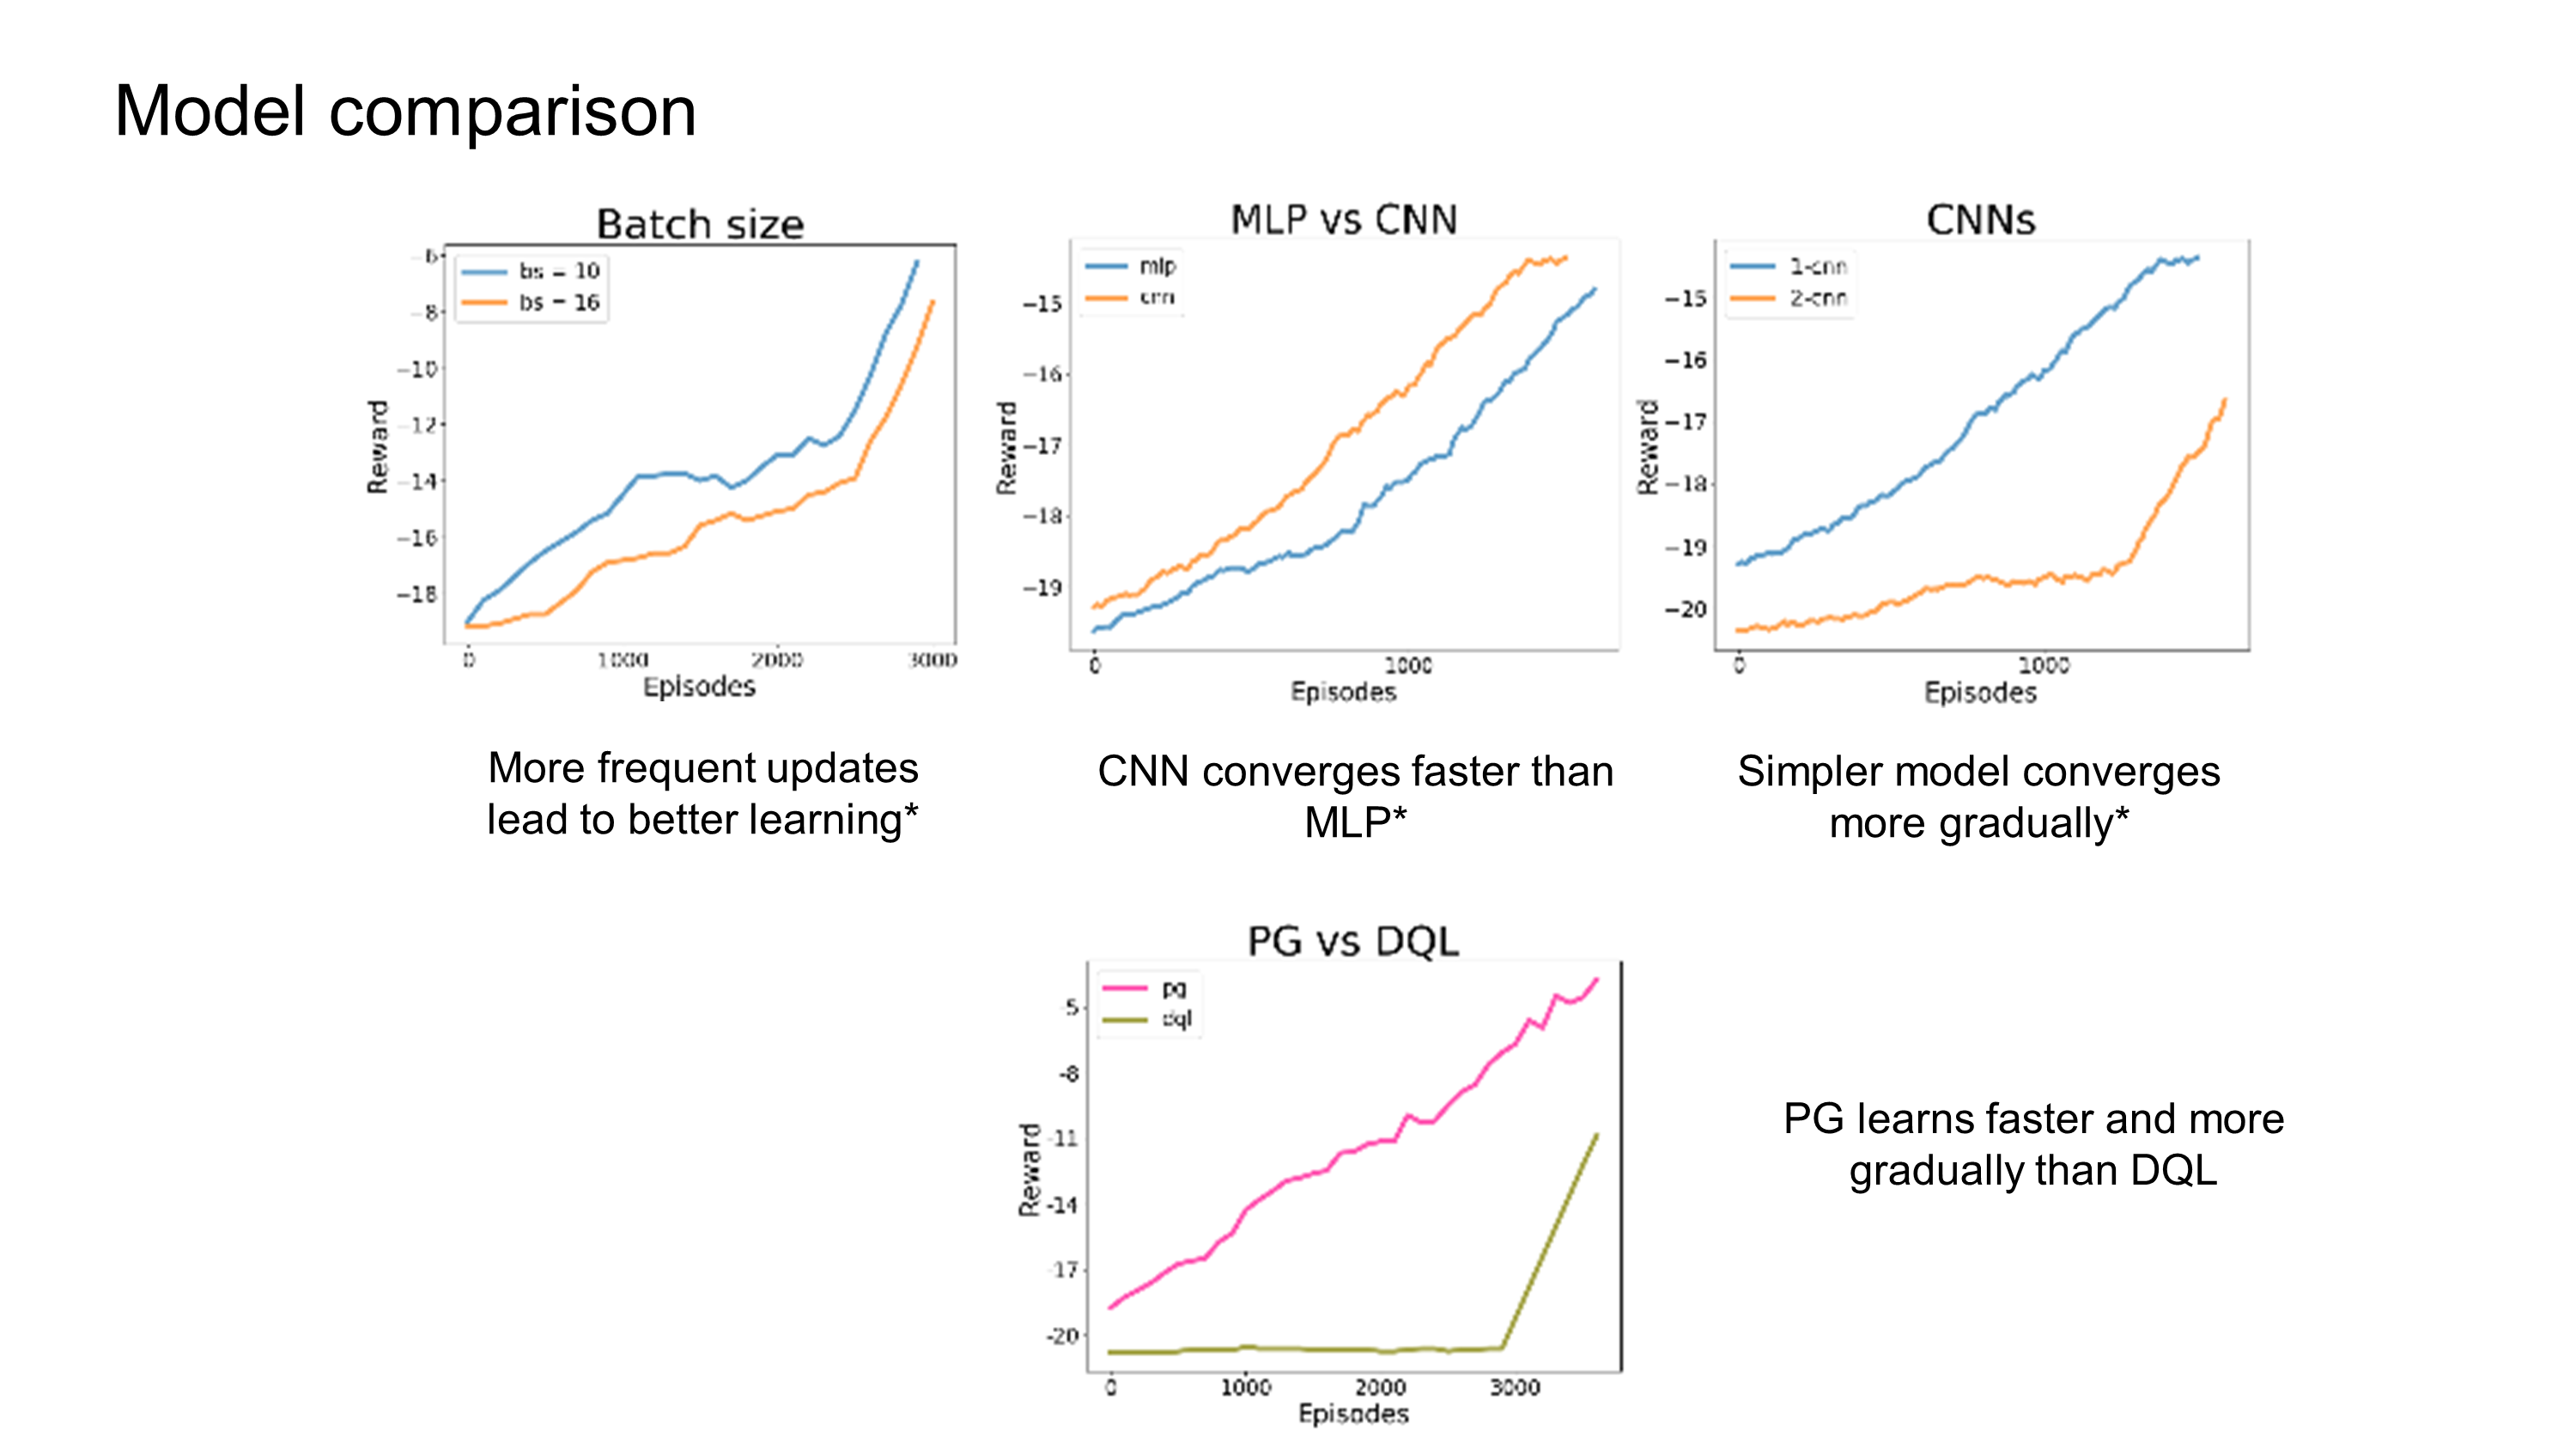 Model comparison
Batch size
bs = 10
bs = 16
-6
-8
-10
-12
-14
-16
-18
Reward
0 1000 2000 3000
Episodes
More frequent updates
lead to better learning*
MLP vs CNN
mlp
cnn
-15
-16
-17
-18
-19
Reward
0 1000
Episodes
CNN converges faster than
MLP*
CNNs
1-cnn
2-cnn
-15
-16
-17
-18
-19
-20
Reward
0 1000
Episodes
Simpler model converges
more gradually*
PG vs DQL
pg
dql
-5
-8
-11
-14
-17
-20
Reward
0 1000 2000 3000
Episodes
PG learns faster and more
gradually than DQL